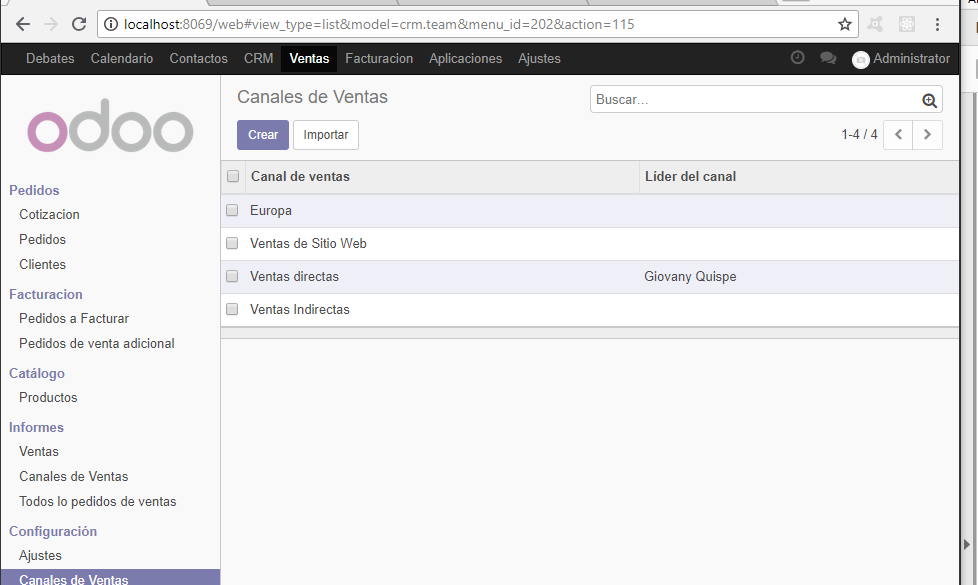 localhost:8069/web#view_type=list&model=crm.team&menu_id=202&action=115
Debates Calendario Contactos CRM Ventas Facturacion Aplicaciones Ajustes Administrator
odoo
Canales de Ventas
Buscar...
Crear Importar
1-4 / 4
Canal de ventas Líder del canal
Europa
Ventas de Sitio Web
Ventas directas Giovany Quispe
Ventas Indirectas
Pedidos
Cotizacion
Pedidos
Clientes
Facturacion
Pedidos a Facturar
Pedidos de venta adicional
Catálogo
Productos
Informes
Ventas
Canales de Ventas
Todos lo pedidos de ventas
Configuración
Ajustes
Canales de Ventas